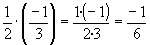 1/2 · (-1/3) = 1·(-1)/2·3 = -1/6